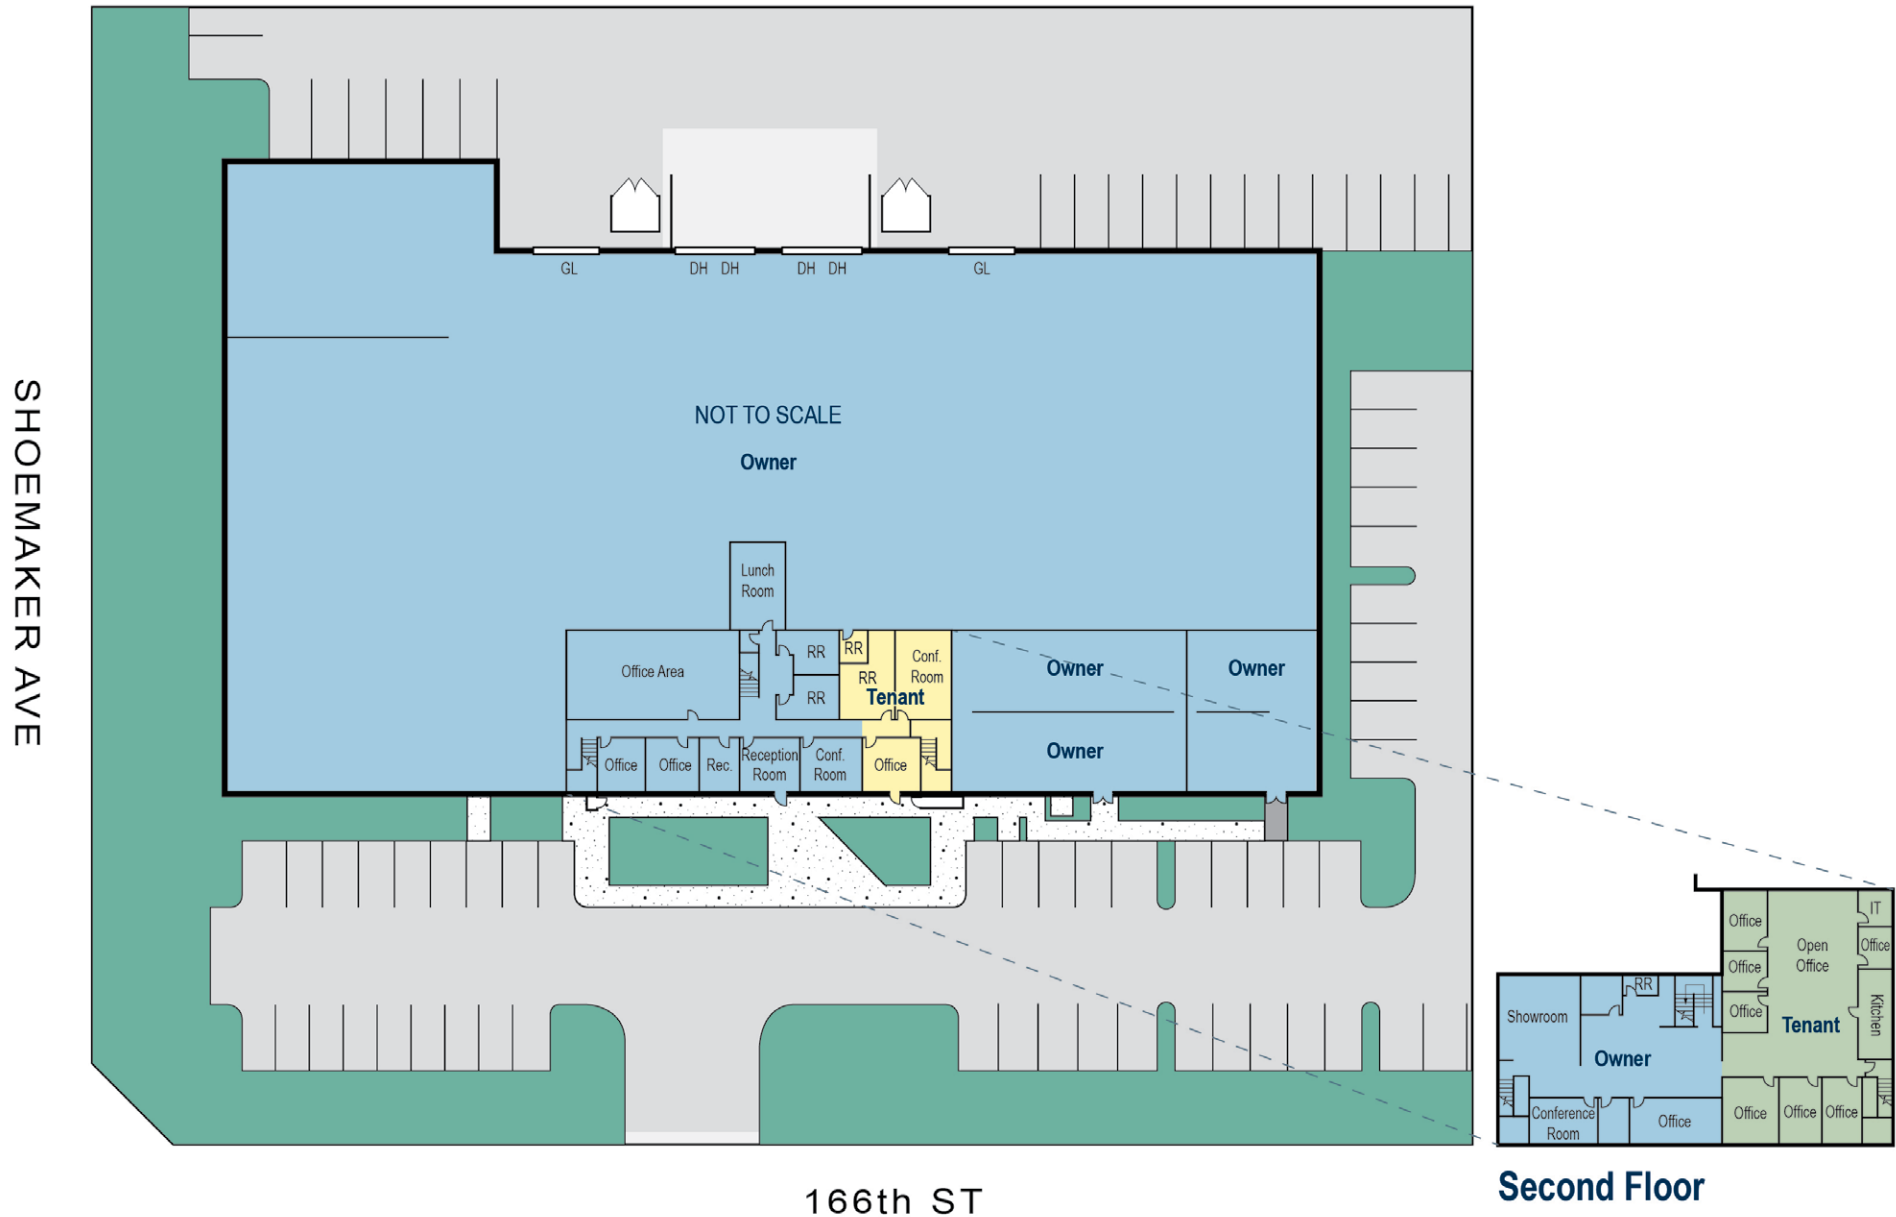 GL
DH DH
DH DH
GL
NOT TO SCALE
Owner
SHOEMAKER AVE
Lunch
Room
Office Area
RR
RR
RR
RR
Conf.
Room
Tenant
Owner
Owner
Owner
Office
Office
Rec.
Reception
Room
Conf.
Room
Office
Office
Office
Office
Open
Office
IT
Office
Kitchen
Tenant
Showroom
RR
Owner
Conference
Room
Office
Office
Office
Office
Second Floor
166th ST